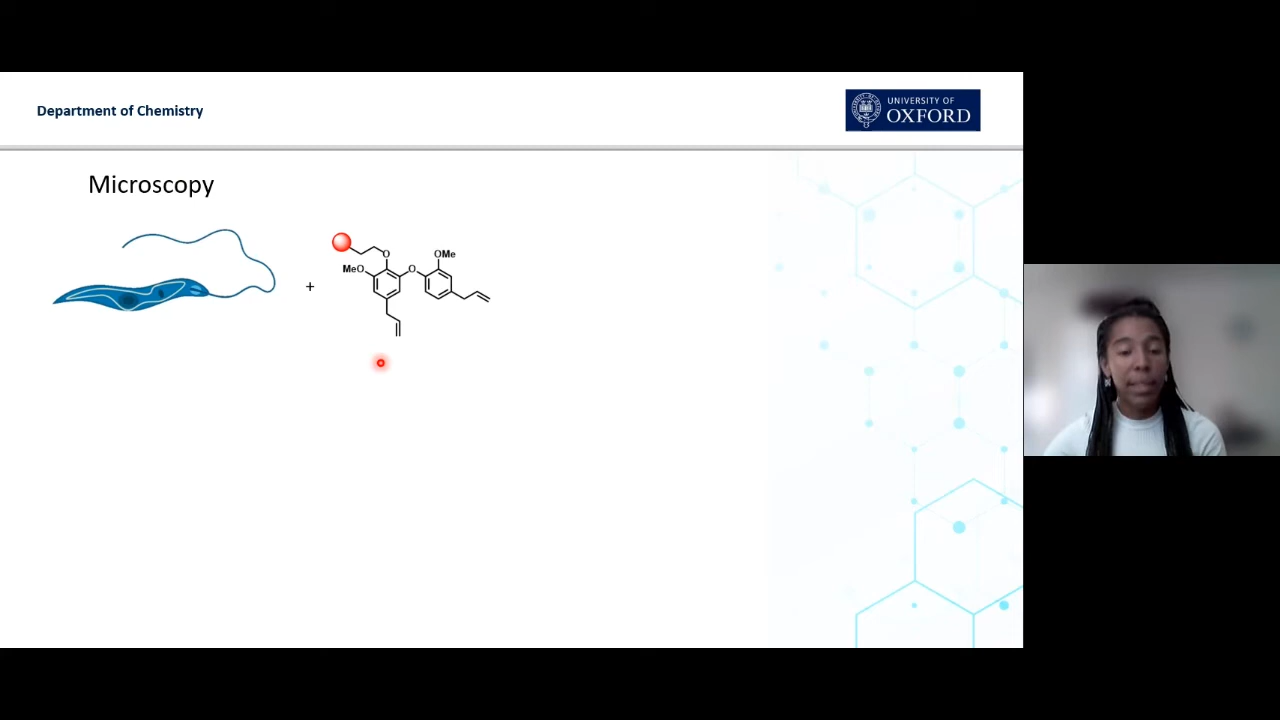 Department of Chemistry
UNIVERSITY OF
OXFORD
Microscopy
O
OMe
MeO
O
+